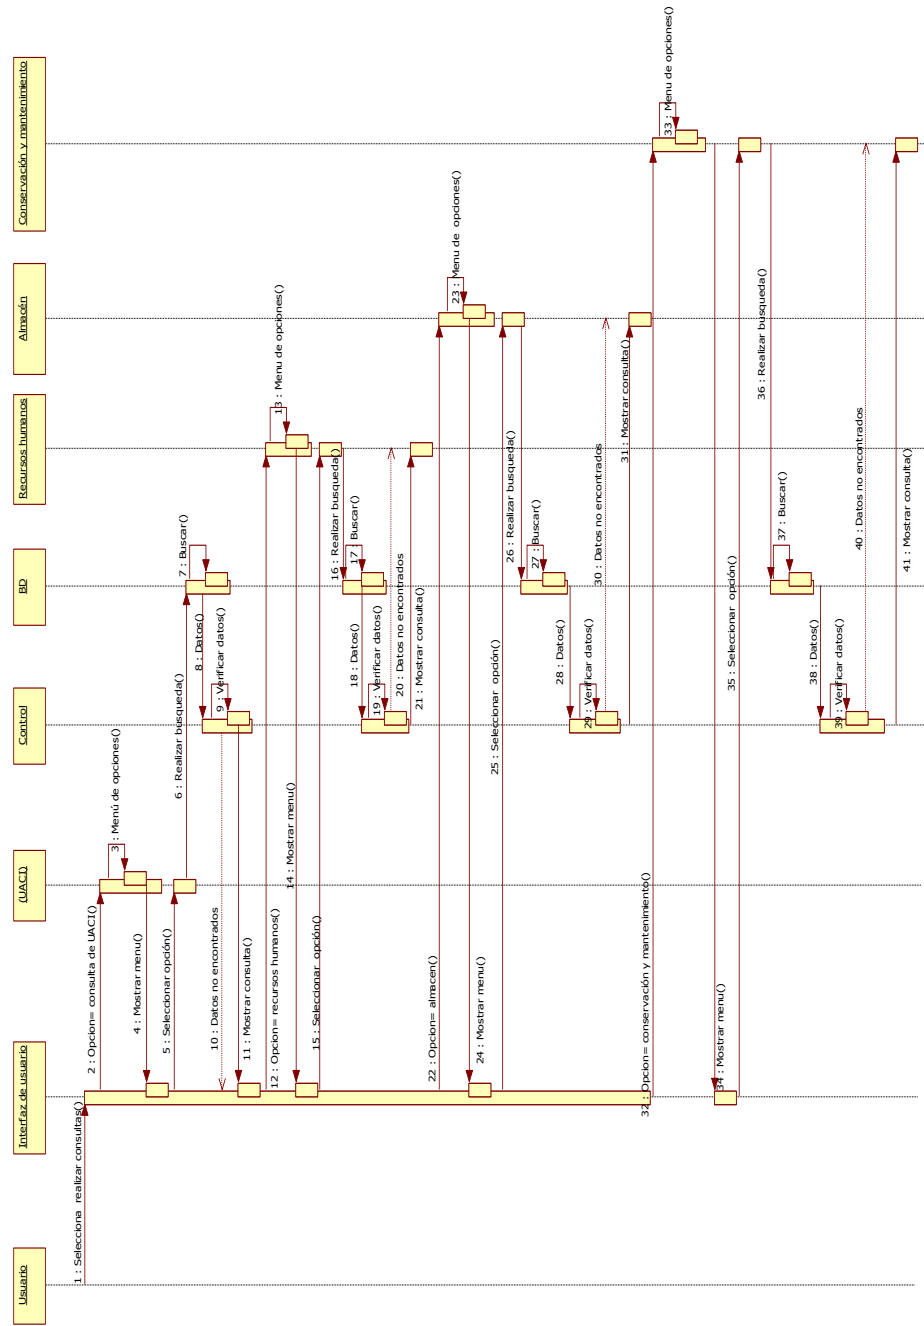 Usuario
Interfaz de usuario
(UACI)
Control
BD
Recursos humanos
Almacén
Conservación y mantenimiento
1 : Selecciona realizar consultas()
2 : Opcion= consulta de UACI()
3 : Menú de opciones()
4 : Mostrar menu()
5 : Seleccionar opción()
6 : Realizar búsqueda()
7 : Buscar()
8 : Datos()
9 : Verificar datos()
10 : Datos no encontrados
11 : Mostrar consulta()
12 : Opcion= recursos humanos()
13 : Menu de opciones()
14 : Mostrar menu()
15 : Seleccionar opción()
16 : Realizar busqueda()
17 : Buscar()
18 : Datos()
19 : Verificar datos()
20 : Datos no encontrados
21 : Mostrar consulta()
22 : Opcion= almacen()
23 : Menu de opciones()
24 : Mostrar menu()
25 : Seleccionar opción()
26 : Realizar busqueda()
27 : Buscar()
28 : Datos()
29 : Verificar datos()
30 : Datos no encontrados
31 : Mostrar consulta()
32 : Opcion= conservación y mantenimiento()
33 : Menu de opciones()
34 : Mostrar menu()
35 : Seleccionar opción()
36 : Realizar búsqueda()
37 : Buscar()
38 : Datos()
39 : Verificar datos()
40 : Datos no encontrados
41 : Mostrar consulta()